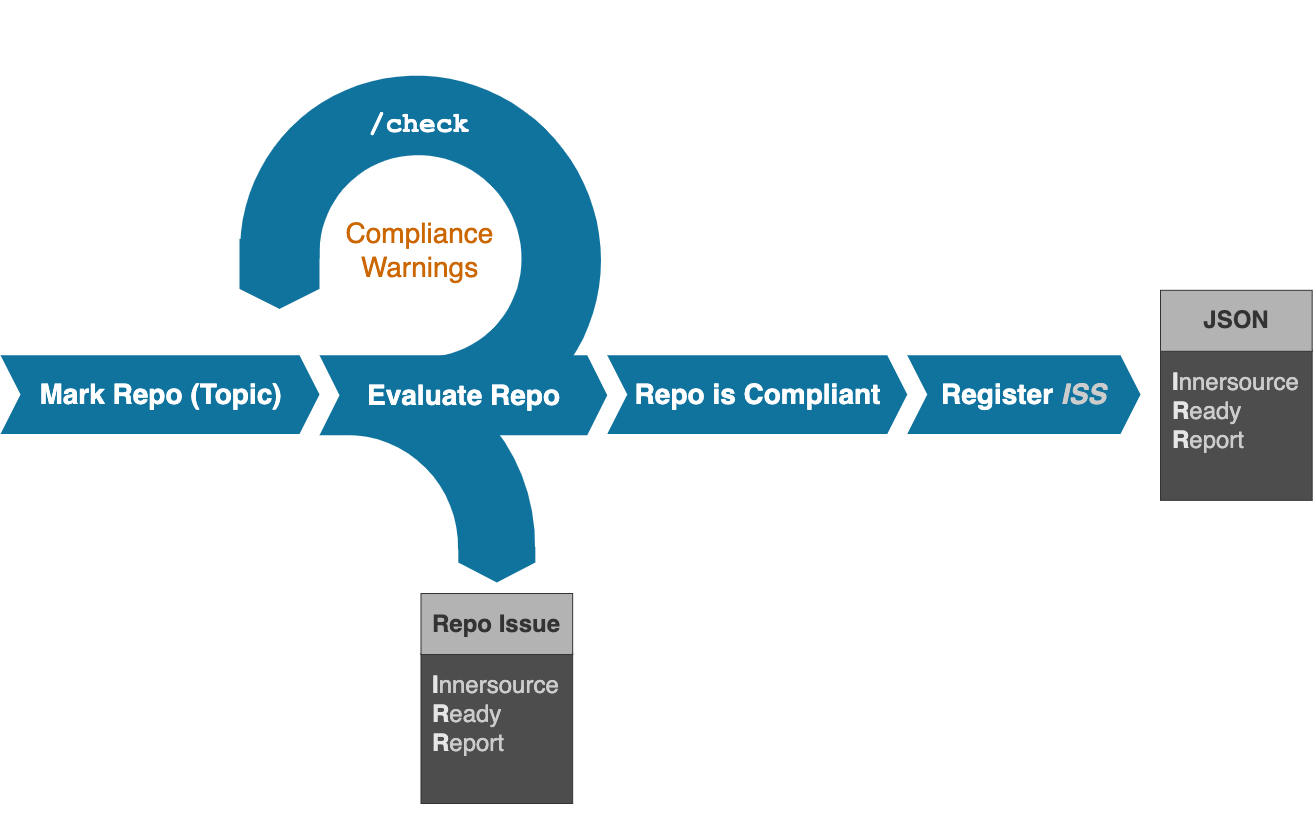 /check
Compliance
Warnings
Mark Repo (Topic)
Evaluate Repo
Repo is Compliant
Register ISS
JSON
Innersource
Ready
Report
Repo Issue
Innersource
Ready
Report